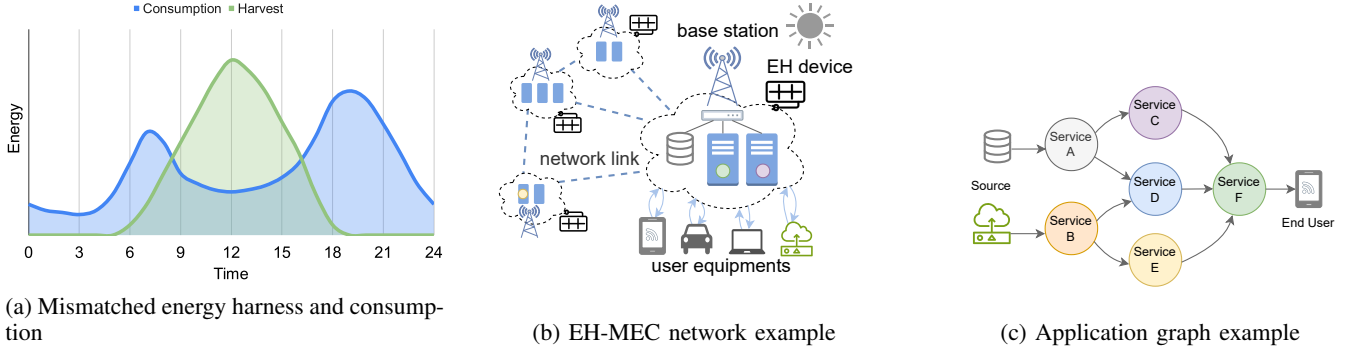 Consumption Harvest
Energy
0 3 6 9 12 15 18 21 24
Time
(a) Mismatched energy harness and consump-
tion
base station
EH device
network link
user equipments
(b) EH-MEC network example
Service
C
Service
A
Service
D
Service
F
Source
Service
B
End User
Service
E
(c) Application graph example